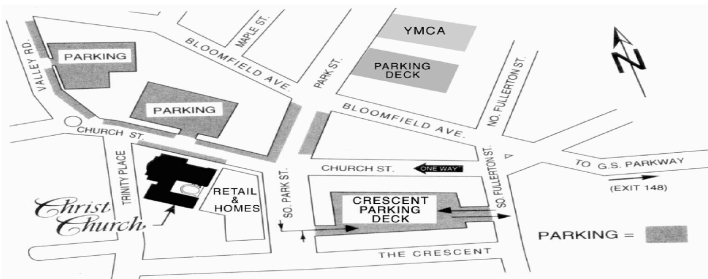 YMCA
PARKING
DECK
MAPLE ST.
PARK ST.
BLOOMFIELD AVE.
VALLEY RD.
PARKING
PARKING
N
BLOOMFIELD AVE.
NO. FULLERTON ST.
CHURCH ST.
TRINITY PLACE
RETAIL
&
HOMES
SO. PARK ST.
CHURCH ST.
ONE WAY
SO. FULLERTON ST.
TO G.S. PARKWAY
(EXIT 148)
Christ
Church
CRESCENT
PARKING
DECK
THE CRESCENT
PARKING =